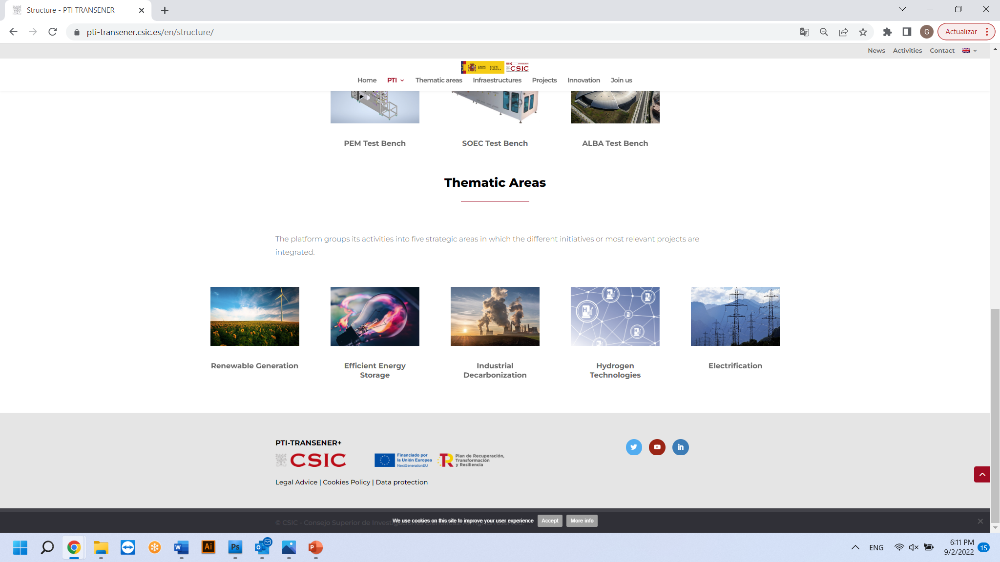 Structure - PTI TRANSENER
pti-transener.csic.es/en/structure/
G
Actualizar
News Activities Contact
CSIC
Home PTI Thematic areas Infraestructures Projects Innovation Join us
PEM Test Bench SOEC Test Bench ALBA Test Bench
Thematic Areas
The platform groups its activities into five strategic areas in which the different initiatives or most relevant projects are
integrated:
H2
Renewable Generation Efficient Energy Industrial Hydrogen Electrification
Storage Decarbonization Technologies
PTI-TRANSENER+
CSIC
Financiado por
la Unión Europea
NextGenerationEU
TR
Plan de Recuperación,
Transformación
y Resiliencia
in
Legal Advice | Cookies Policy | Data protection
We use cookies on this site to improve your user experience Accept More info
© CSIC - Consejo Superior de
W Ai Ps O P
ENG
6:11 PM
9/2/2022
15